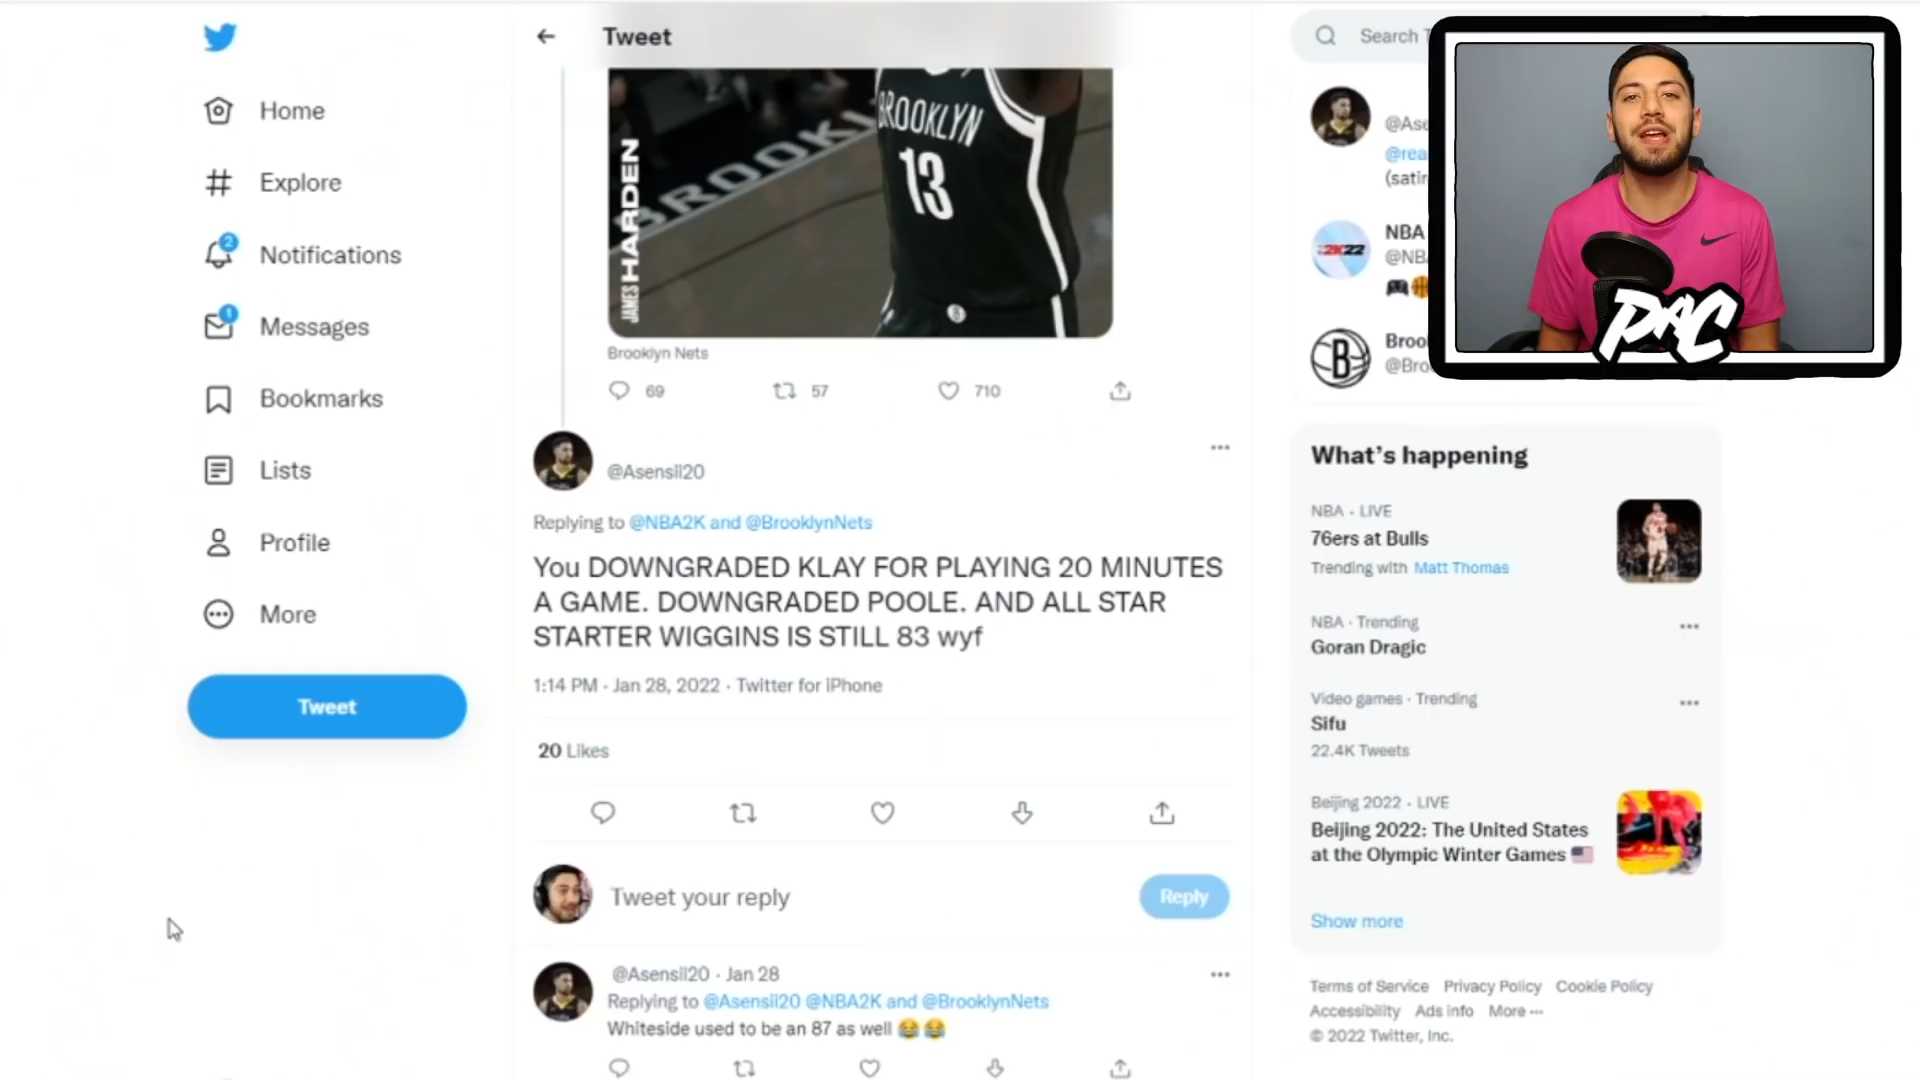 Home
Explore
2
Notifications
1
Messages
Bookmarks
Lists
Profile
More
Tweet
Tweet
BROOKLYN
13
JAMES HARDEN
Brooklyn Nets
69
57
710
@Asensii20
Replying to @NBA2K and @BrooklynNets
You DOWNGRADED KLAY FOR PLAYING 20 MINUTES
A GAME. DOWNGRADED POOLE. AND ALL STAR
STARTER WIGGINS IS STILL 83 wyf
1:14 PM · Jan 28, 2022 · Twitter for iPhone
20 Likes
Tweet your reply
Reply
@Asensii20 · Jan 28
Replying to @Asensii20 @NBA2K and @BrooklynNets
Whiteside used to be an 87 as well 😂😂
Search
2K22
NBA
B
PAC
What's happening
NBA · LIVE
76ers at Bulls
Trending with Matt Thomas
NBA · Trending
Goran Dragic
Video games · Trending
Sifu
22.4K Tweets
Beijing 2022 · LIVE
Beijing 2022: The United States
at the Olympic Winter Games 🇺🇸
Show more
Terms of Service Privacy Policy Cookie Policy
Accessibility Ads info More ···
© 2022 Twitter, Inc.